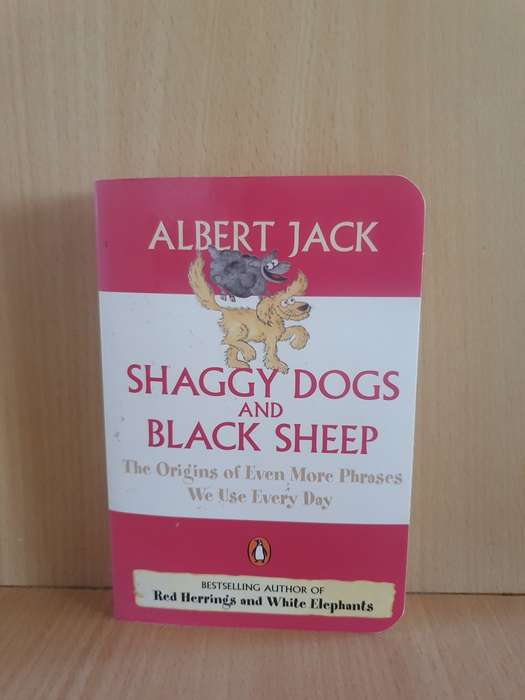 ALBERT JACK
SHAGGY DOGS
AND
BLACK SHEEP
The Origins of Even More Phrases
We Use Every Day
BESTSELLING AUTHOR OF
Red Herrings and White Elephants